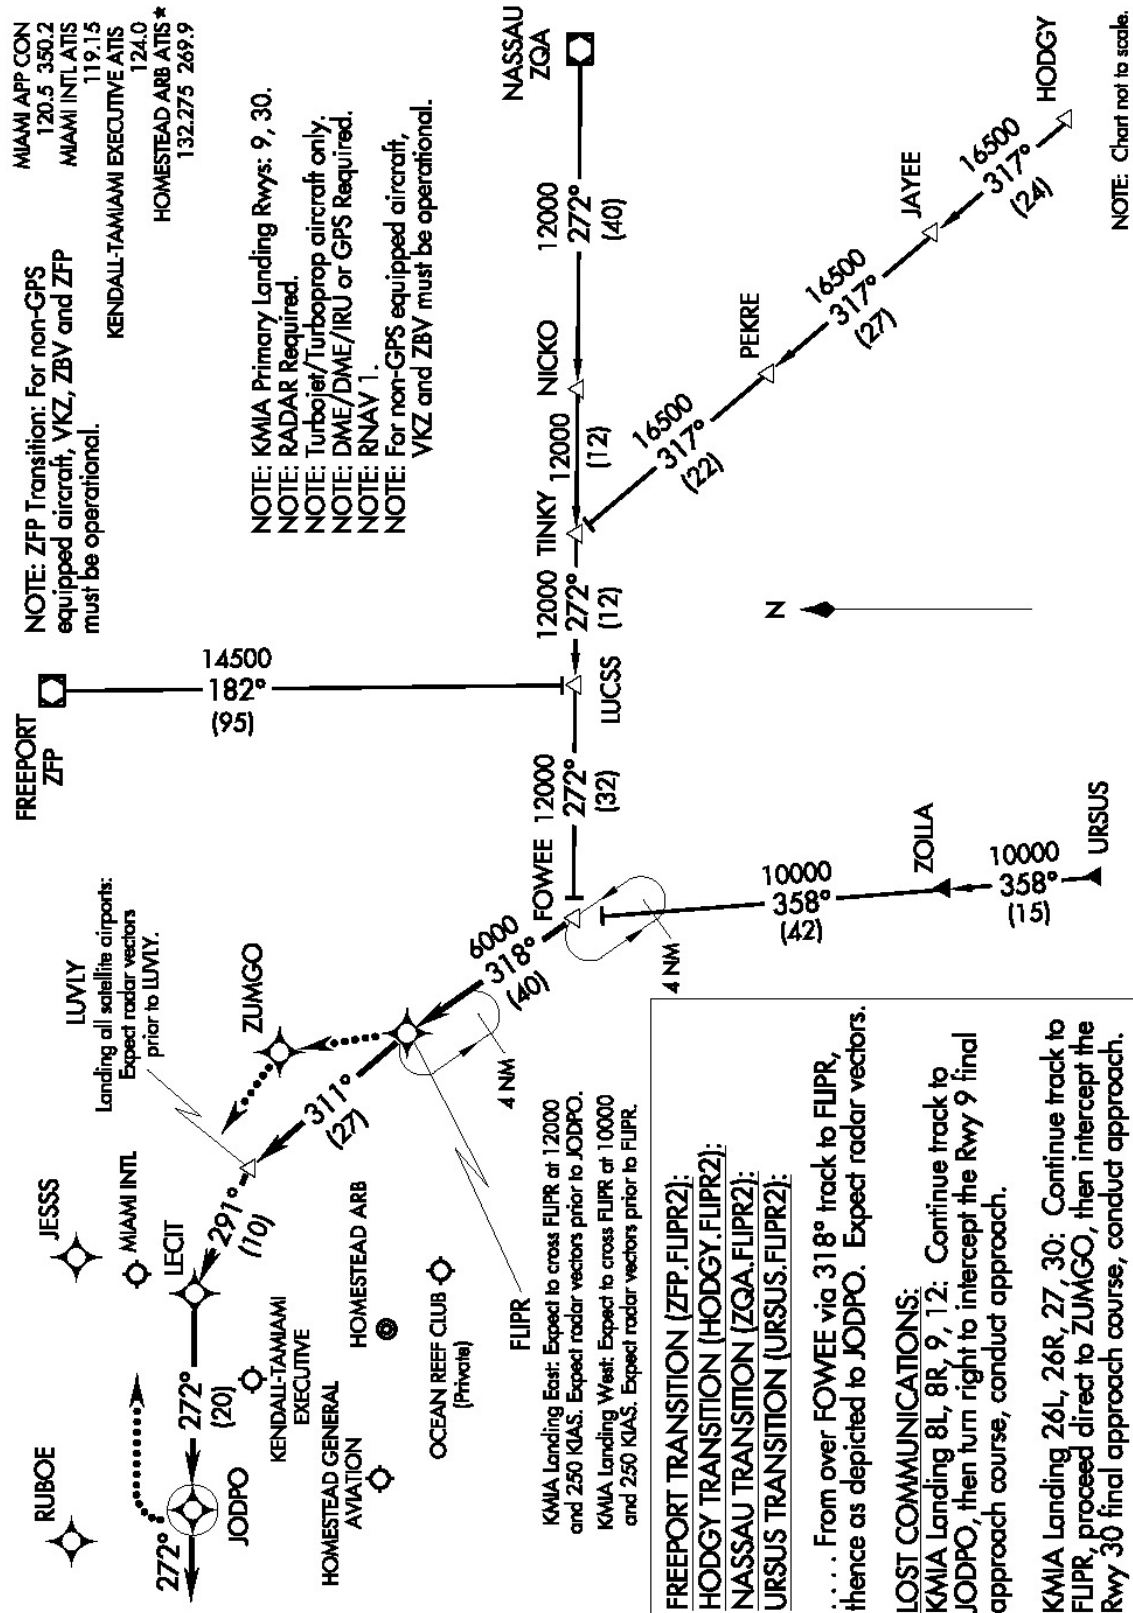 MIAMI APP CON
120.5 350.2
MIAMI INTL ATIS
119.15
KENDALL-TAMIAMI EXECUTIVE ATIS
124.0
HOMESTEAD ARB ATIS★
132.275 269.9
NOTE: ZFP Transition: For non-GPS
equipped aircraft, VKZ, ZBV and ZFP
must be operational.
NOTE: KMIA Primary Landing Rwys: 9, 30.
NOTE: RADAR Required.
NOTE: Turbojet/Turboprop aircraft only.
NOTE: DME/DME/IRU or GPS Required.
NOTE: RNAV 1.
NOTE: For non-GPS equipped aircraft,
VKZ and ZBV must be operational.
FREEPORT
ZFP
14500
182°
(95)
NASSAU
ZQA
12000
272°
(40)
NICKO
12000
(12)
TINKY
12000
272°
(12)
LUCSS
12000
272°
(32)
FOWEE
HODGY
16500
317°
(24)
JAYEE
16500
317°
(27)
PEKRE
16500
317°
(22)
N
URSUS
10000
358°
(15)
ZOLLA
10000
358°
(42)
4 NM
6000
318°
(40)
4 NM
FLIPR
ZUMGO
311°
(27)
LUVLY
Landing all satellite airports:
Expect radar vectors
prior to LUVLY.
291°
(10)
LECIT
272°
(20)
JODPO
272°
RUBOE
JESSS
MIAMI INTL
KENDALL-TAMIAMI
EXECUTIVE
HOMESTEAD GENERAL
AVIATION
HOMESTEAD ARB
OCEAN REEF CLUB
(Private)
KMIA Landing East: Expect to cross FLIPR at 12000
and 250 KIAS. Expect radar vectors prior to JODPO.
KMIA Landing West: Expect to cross FLIPR at 10000
and 250 KIAS. Expect radar vectors prior to FLIPR.
FREEPORT TRANSITION (ZFP.FLIPR2):
HODGY TRANSITION (HODGY.FLIPR2):
NASSAU TRANSITION (ZQA.FLIPR2):
URSUS TRANSITION (URSUS.FLIPR2):
. . . . From over FOWEE via 318° track to FLIPR,
thence as depicted to JODPO. Expect radar vectors.
LOST COMMUNICATIONS:
KMIA Landing 8L, 8R, 9, 12: Continue track to
JODPO, then turn right to intercept the Rwy 9 final
approach course, conduct approach.
KMIA Landing 26L, 26R, 27, 30: Continue track to
FLIPR, proceed direct to ZUMGO, then intercept the
Rwy 30 final approach course, conduct approach.
NOTE: Chart not to scale.